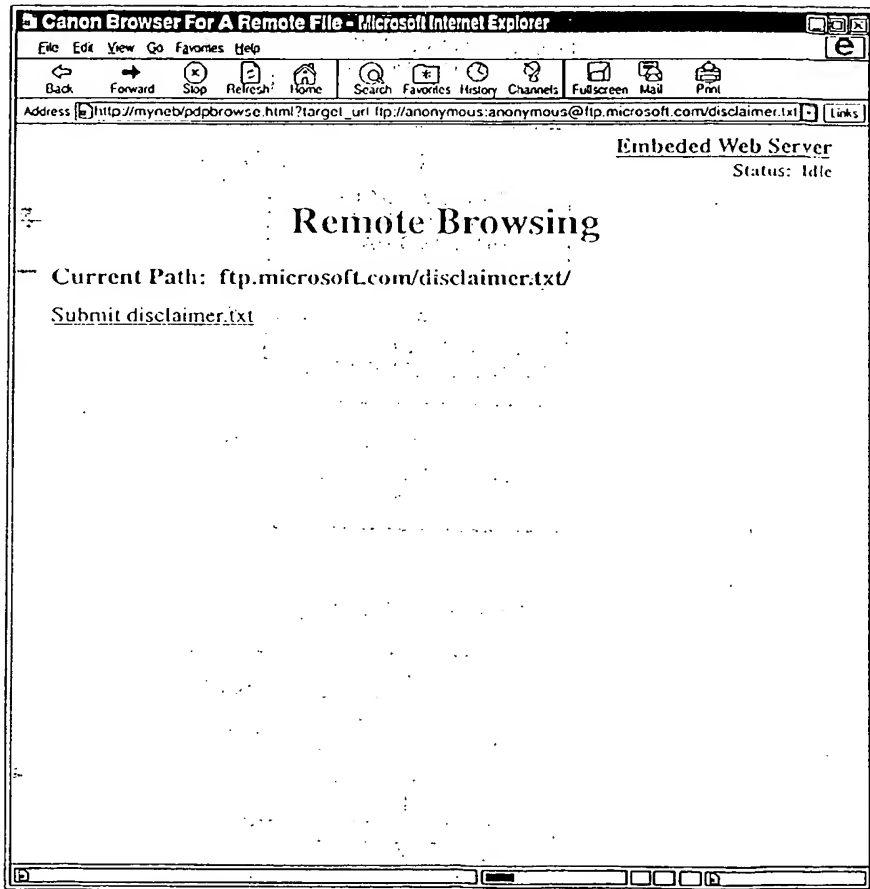 Canon Browser For A Remote File - Microsoft Internet Explorer
File Edit View Go Favorites Help
Back Forward Stop Refresh Home Search Favorites History Channels Fullscreen Mail Print
Address http://myneb/pdpbrowse.html?target_url ftp://anonymous:anonymous@ftp.microsoft.com/disclaimer.txt Links
Embeded Web Server
Status: Idle
Remote Browsing
Current Path: ftp.microsoft.com/disclaimer.txt/
Submit disclaimer.txt